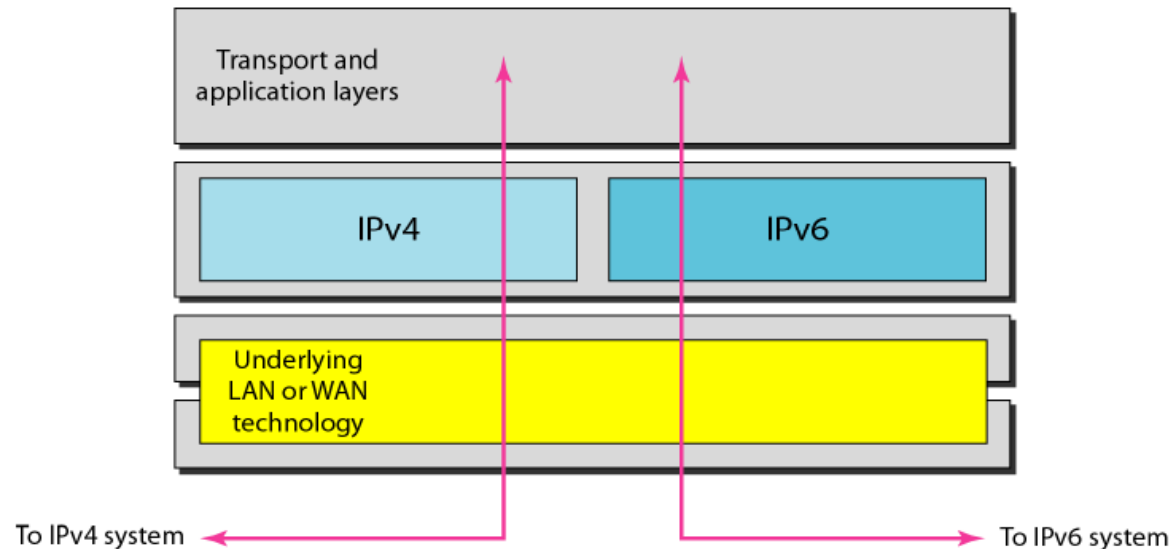 Transport and
application layers
IPv4
IPv6
Underlying
LAN or WAN
technology
To IPv4 system
To IPv6 system